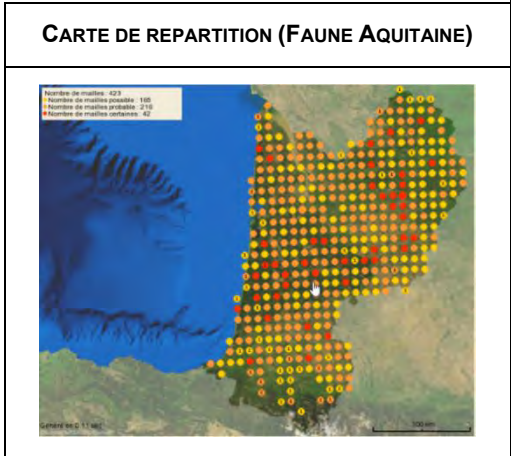 CARTE DE REPARTITION (FAUNE AQUITAINE)
Nombre de mailles : 423
Nombre de mailles possible : 165
Nombre de mailles probable : 216
Nombre de mailles certaines : 42
100 km